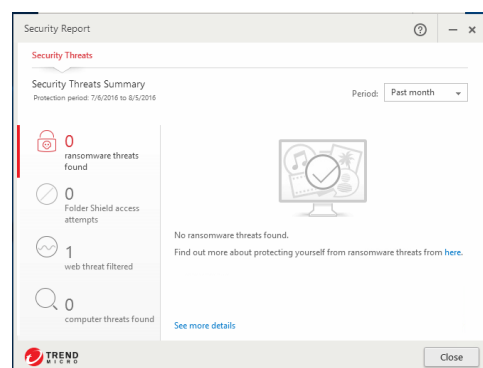 Security Report
Security Threats
Security Threats Summary
Protection period: 7/6/2016 to 8/5/2016
Period:
Past month
0
ransomware threats
found
0
Folder Shield access
attempts
1
web threat filtered
0
computer threats found
No ransomware threats found.
Find out more about protecting yourself from ransomware threats from here.
See more details
TREND
MICRO
Close